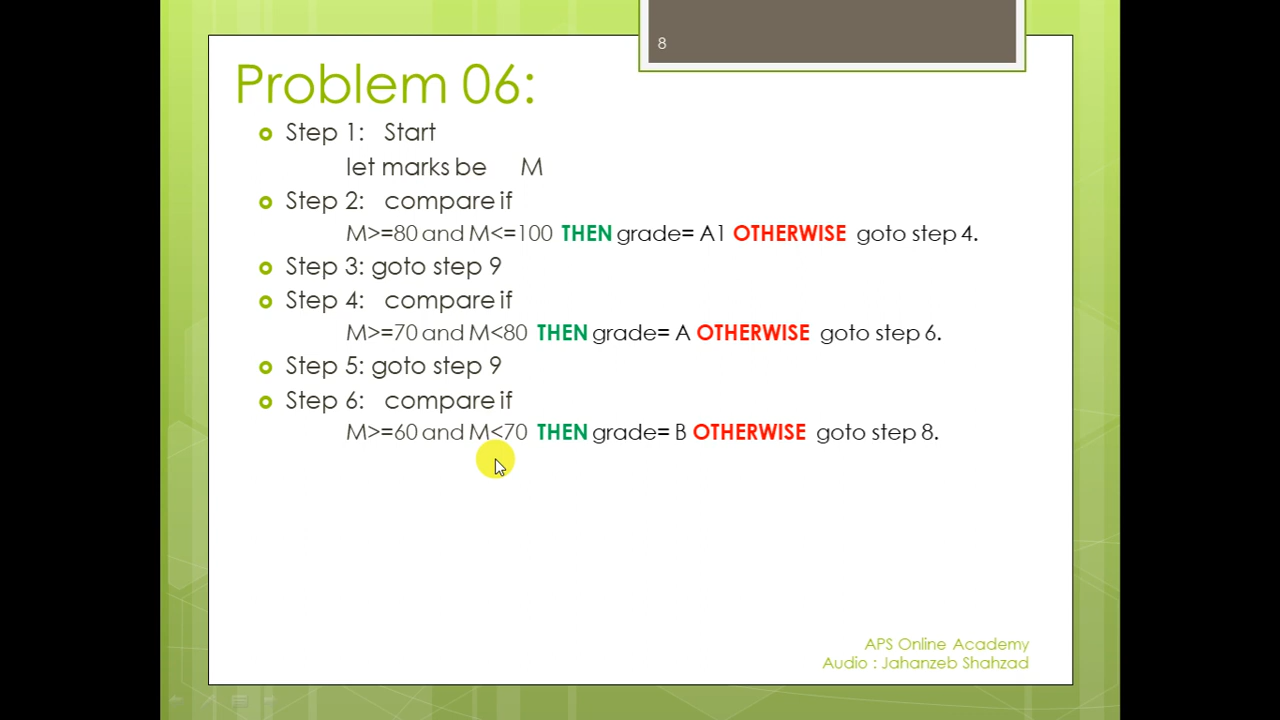 8
Problem 06:
Step 1: Start
let marks be M
Step 2: compare if
M>=80 and M<=100 THEN grade= A1 OTHERWISE goto step 4.
Step 3: goto step 9
Step 4: compare if
M>=70 and M<80 THEN grade= A OTHERWISE goto step 6.
Step 5: goto step 9
Step 6: compare if
M>=60 and M<70 THEN grade= B OTHERWISE goto step 8.
APS Online Academy
Audio : Jahanzeb Shahzad